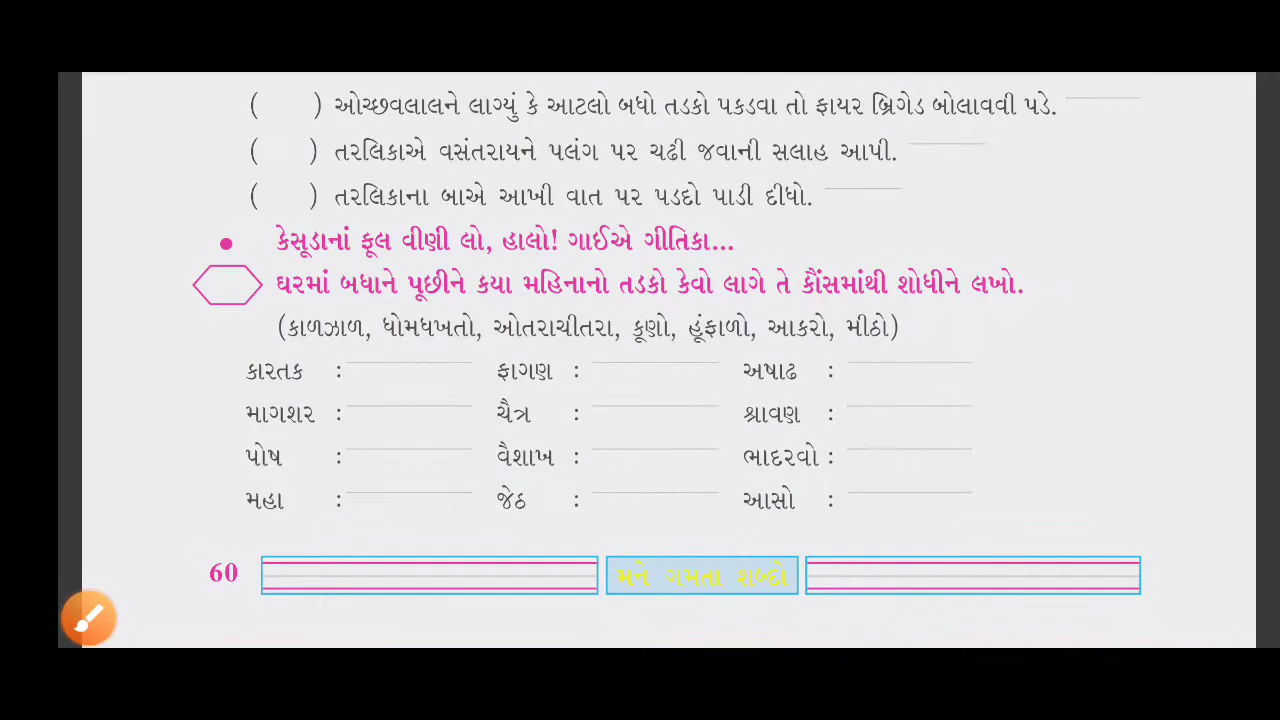 (      ) ઓચ્છવલાલને લાગ્યું કે આટલો બધો તડકો પકડવા તો ફાયર બ્રિગેડ બોલાવવી પડે.
(      ) તરલિકાએ વસંતરાયને પલંગ પર ચઢી જવાની સલાહ આપી.
(      ) તરલિકાના બાએ આખી વાત પર પડદો પાડી દીધો.
● કેસૂડાનાં ફૂલ વીણી લો, હાલો! ગાઈએ ગીતિકા...
ઘરમાં બધાને પૂછીને કયા મહિનાનો તડકો કેવો લાગે તે કૌંસમાંથી શોધીને લખો.
(કાળઝાળ, ધોમધખતો, ઓતરાચીતરા, કૂણો, હૂંફાળો, આકરો, મીઠો)
કારતક : ફાગણ : અષાઢ :
માગશર : ચૈત્ર : શ્રાવણ :
પોષ : વૈશાખ : ભાદરવો :
મહા : જેઠ : આસો :
60 મને ગમતા શબ્દો